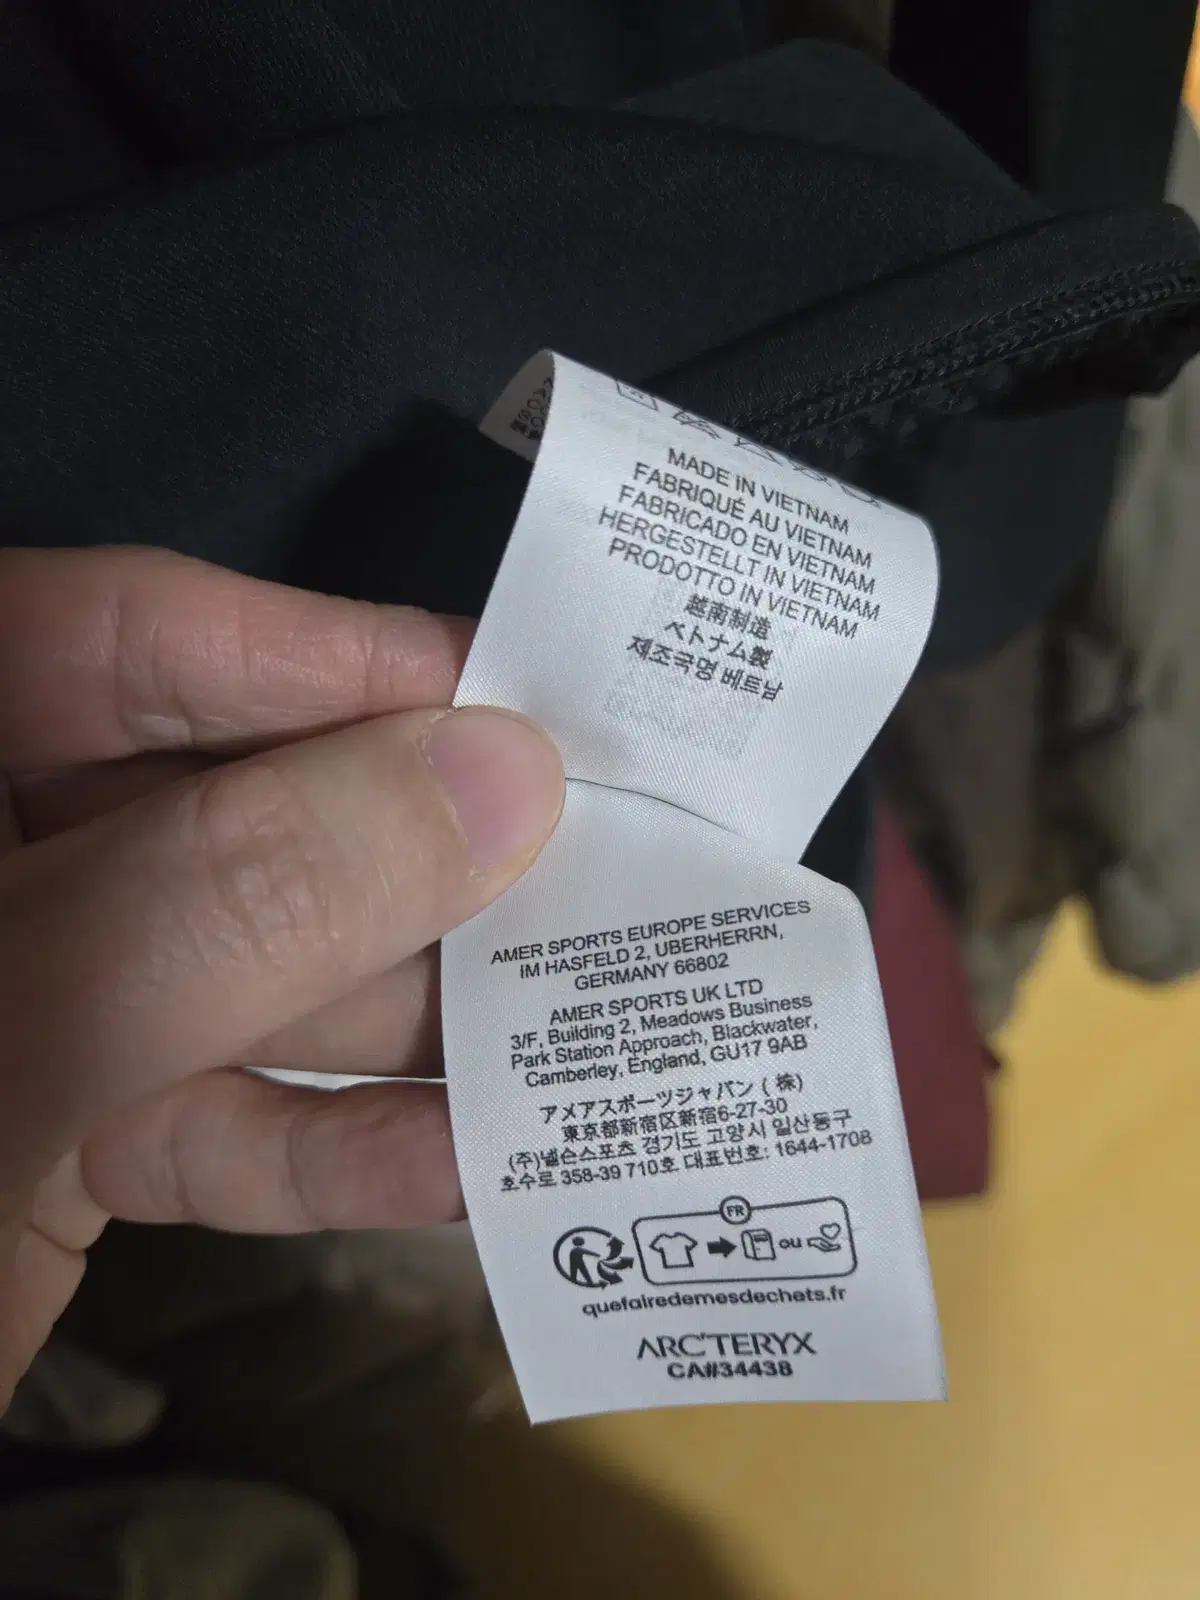 MADE IN VIETNAM
FABRIQUÉ AU VIETNAM
FABRICADO EN VIETNAM
HERGESTELLT IN VIETNAM
PRODOTTO IN VIETNAM
越南制造
ベトナム製
제조국명 베트남
AMER SPORTS EUROPE SERVICES
IM HASFELD 2, UBERHERRN,
GERMANY 66802
AMER SPORTS UK LTD
3/F, Building 2, Meadows Business
Park Station Approach, Blackwater,
Camberley, England, GU17 9AB
アメアスポーツジャパン (株)
東京都新宿区新宿6-27-30
(주)넬슨스포츠 경기도 고양시 일산동구
호수로 358-39 710호 대표번호: 1644-1708
FR
ou
quefairedemesdechets.fr
ARC'TERYX
CA#34438